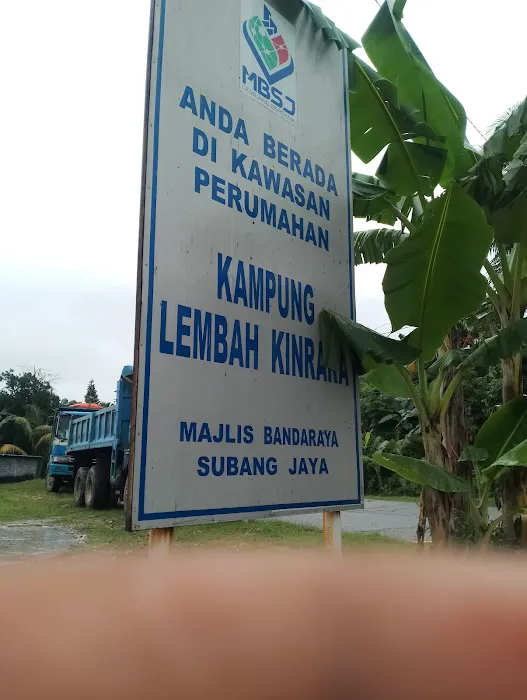 MBSJ
ANDA BERADA
DI KAWASAN
PERUMAHAN
KAMPUNG
LEMBAH KINRARA
MAJLIS BANDARAYA
SUBANG JAYA